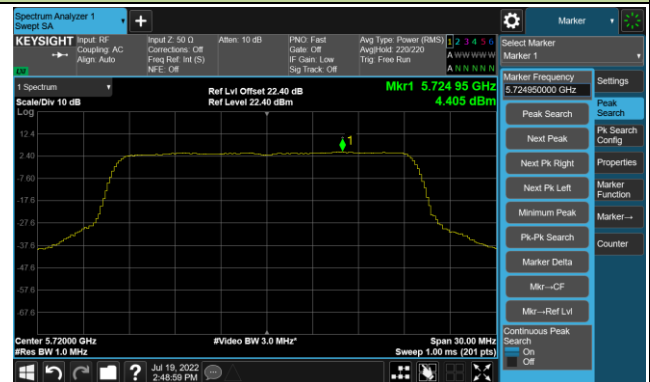 Spectrum Analyzer 1
Swept SA
Marker
KEYSIGHT
Input: RF
Coupling: AC
Align: Auto
Input Z: 50 Ω
Corrections: Off
Freq Ref: Int (S)
NFE: Off
Atten: 10 dB
PNO: Fast
Gate: Off
IF Gain: Low
Sig Track: Off
Avg Type: Power (RMS)
Avg|Hold: 220/220
Trig: Free Run
1 2 3 4 5 6
A W W W W W
A N N N N N
Select Marker
Marker 1
1 Spectrum
Scale/Div 10 dB
Log
Ref Lvl Offset 22.40 dB
Ref Level 22.40 dBm
Mkr1 5.724 95 GHz
4.405 dBm
Marker Frequency
5.724950000 GHz
Peak Search
Next Peak
Next Pk Right
Next Pk Left
Minimum Peak
Pk-Pk Search
Marker Delta
Mkr→CF
Mkr→Ref Lvl
Continuous Peak
Search
On
Off
Settings
Peak
Search
Pk Search
Config
Properties
Marker
Function
Marker→
Counter
1
12.4
2.40
-7.60
-17.6
-27.6
-37.6
-47.6
-57.6
-67.6
Center 5.72000 GHz
#Res BW 1.0 MHz
#Video BW 3.0 MHz*
Span 30.00 MHz
Sweep 1.00 ms (201 pts)
Jul 19, 2022
2:48:59 PM